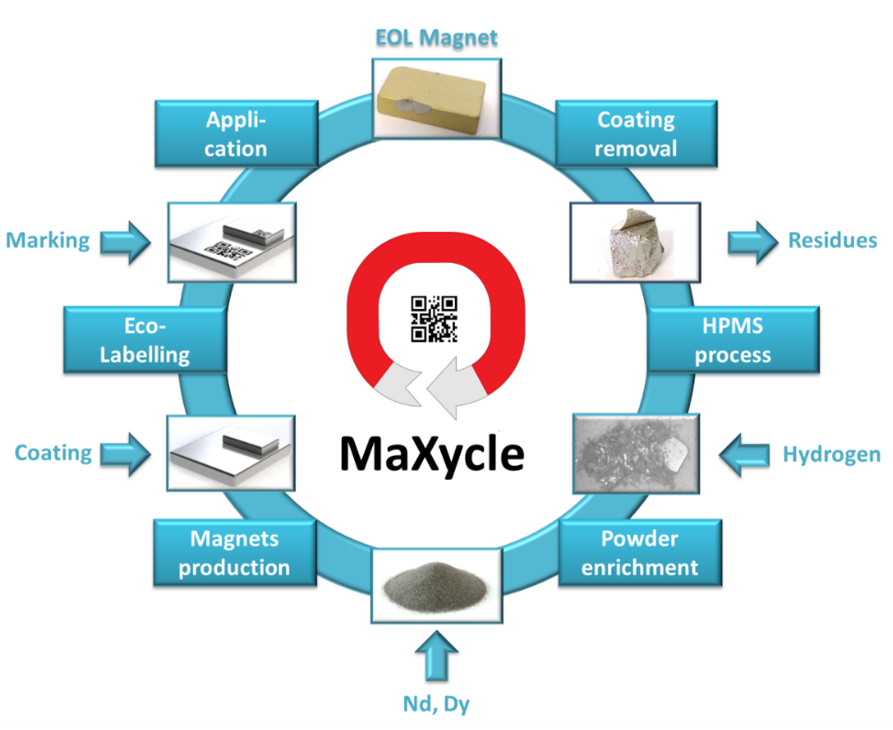 EOL Magnet
Appli-
cation
Coating
removal
Marking
Residues
Eco-
Labelling
HPMS
process
MaXycle
Coating
Hydrogen
Magnets
production
Powder
enrichment
Nd, Dy